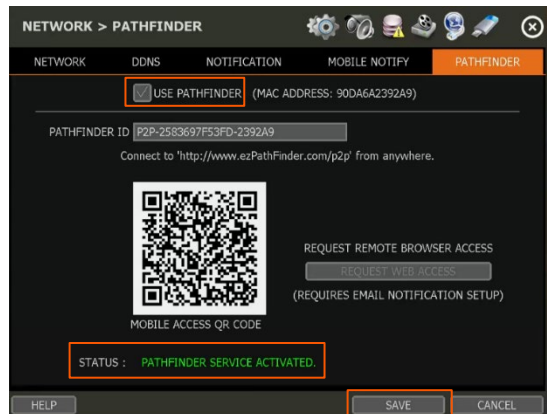 NETWORK > PATHFINDER
NETWORK DDNS NOTIFICATION MOBILE NOTIFY PATHFINDER
USE PATHFINDER (MAC ADDRESS: 90DA6A2392A9)
PATHFINDER ID P2P-2583697F53FD-2392A9
Connect to 'http://www.ezPathFinder.com/p2p' from anywhere.
REQUEST REMOTE BROWSER ACCESS
REQUEST WEB ACCESS
(REQUIRES EMAIL NOTIFICATION SETUP)
MOBILE ACCESS QR CODE
STATUS : PATHFINDER SERVICE ACTIVATED.
HELP SAVE CANCEL